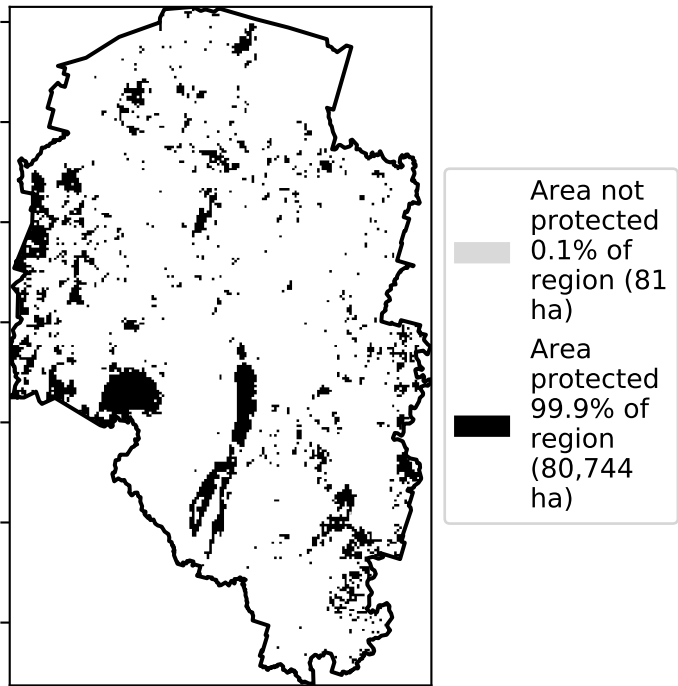 Area not
protected
0.1% of
region (81
ha)
Area
protected
99.9% of
region
(80,744
ha)